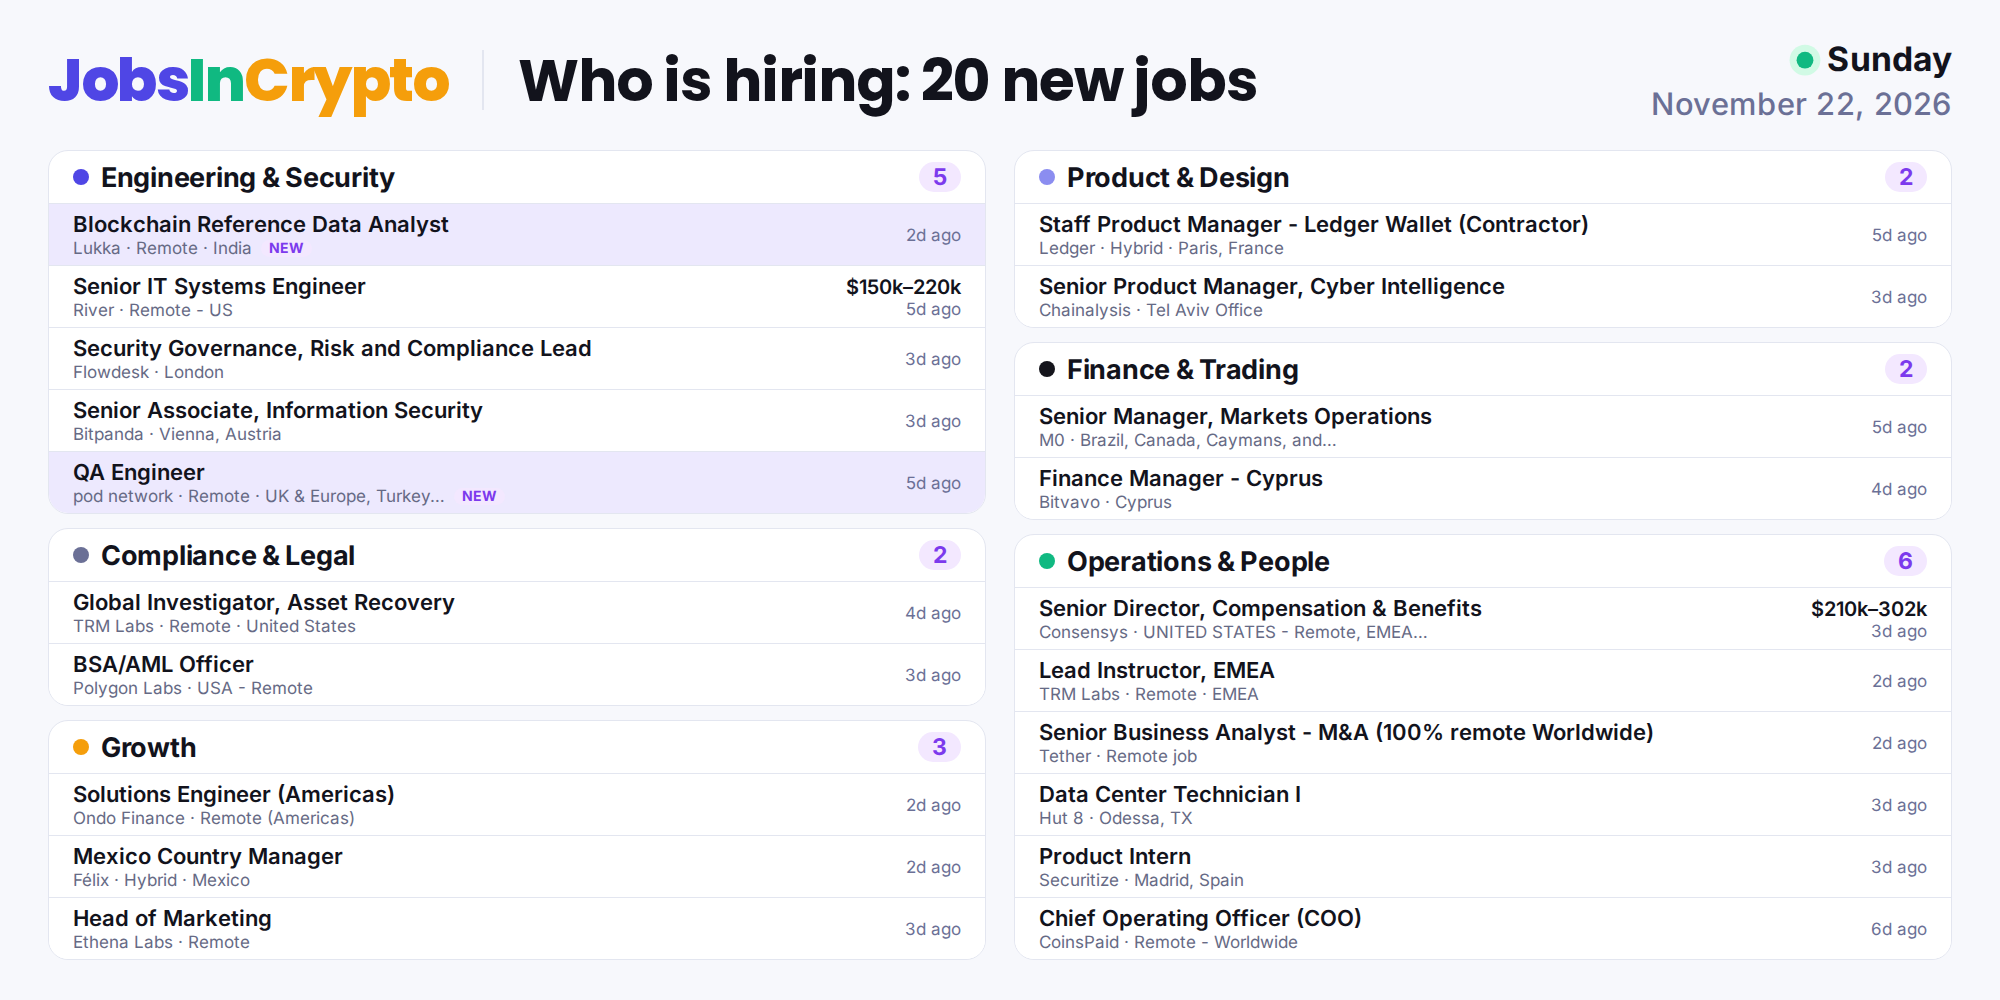 JobsInCrypto
Who is hiring: 20 new jobs
Sunday
November 22, 2026
Engineering & Security
5
Blockchain Reference Data Analyst
Lukka · Remote · India NEW
2d ago
Senior IT Systems Engineer
River · Remote - US
$150k–220k
5d ago
Security Governance, Risk and Compliance Lead
Flowdesk · London
3d ago
Senior Associate, Information Security
Bitpanda · Vienna, Austria
3d ago
QA Engineer
pod network · Remote · UK & Europe, Turkey... NEW
5d ago
Compliance & Legal
2
Global Investigator, Asset Recovery
TRM Labs · Remote · United States
4d ago
BSA/AML Officer
Polygon Labs · USA - Remote
3d ago
Growth
3
Solutions Engineer (Americas)
Ondo Finance · Remote (Americas)
2d ago
Mexico Country Manager
Félix · Hybrid · Mexico
2d ago
Head of Marketing
Ethena Labs · Remote
3d ago
Product & Design
2
Staff Product Manager - Ledger Wallet (Contractor)
Ledger · Hybrid · Paris, France
5d ago
Senior Product Manager, Cyber Intelligence
Chainalysis · Tel Aviv Office
3d ago
Finance & Trading
2
Senior Manager, Markets Operations
M0 · Brazil, Canada, Caymans, and...
5d ago
Finance Manager - Cyprus
Bitvavo · Cyprus
4d ago
Operations & People
6
Senior Director, Compensation & Benefits
Consensys · UNITED STATES - Remote, EMEA...
$210k–302k
3d ago
Lead Instructor, EMEA
TRM Labs · Remote · EMEA
2d ago
Senior Business Analyst - M&A (100% remote Worldwide)
Tether · Remote job
2d ago
Data Center Technician I
Hut 8 · Odessa, TX
3d ago
Product Intern
Securitize · Madrid, Spain
3d ago
Chief Operating Officer (COO)
CoinsPaid · Remote - Worldwide
6d ago